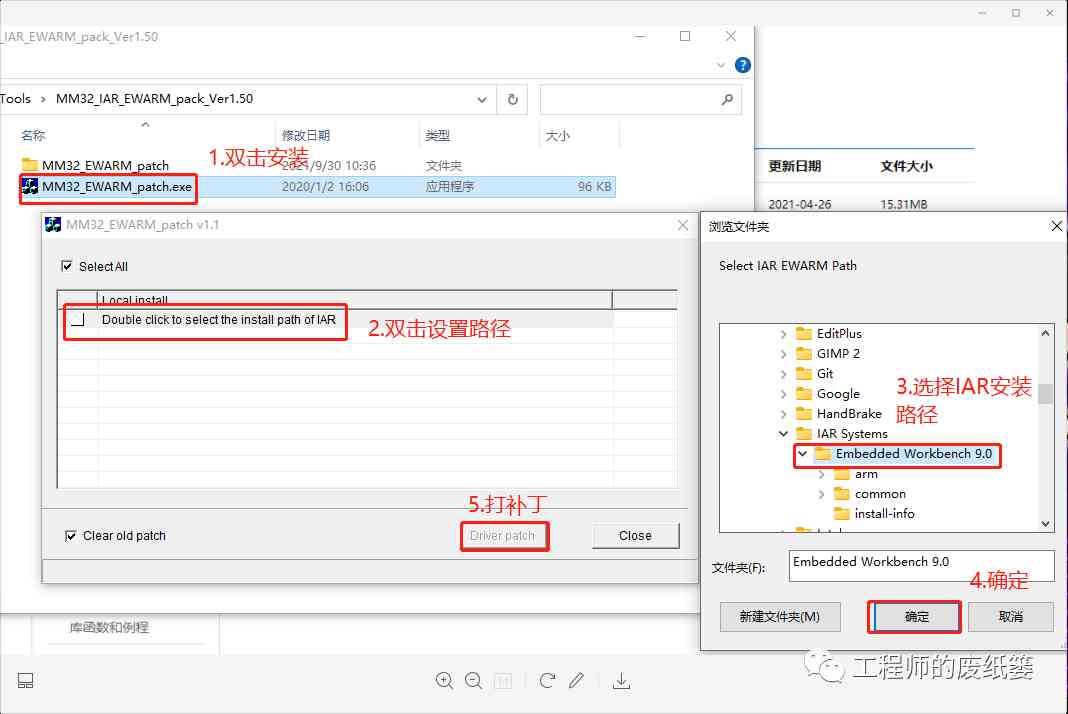 _IAR_EWARM_pack_Ver1.50
Tools > MM32_IAR_EWARM_pack_Ver1.50
名称 修改日期 类型 大小
1.双击安装
MM32_EWARM_patch 2021/9/30 10:36 文件夹
MM32_EWARM_patch.exe 2020/1/2 16:06 应用程序 96 KB
更新日期 文件大小
2021-04-26 15.31MB
MM32_EWARM_patch v1.1
Select All
Local install
Double click to select the install path of IAR
2.双击设置路径
5.打补丁
Clear old patch
Driver patch
Close
浏览文件夹
Select IAR EWARM Path
EditPlus
GIMP 2
Git
Google
HandBrake
IAR Systems
Embedded Workbench 9.0
arm
common
install-info
3.选择IAR安装
路径
文件夹(F):
Embedded Workbench 9.0
4.确定
新建文件夹(M)
确定
取消
库函数和例程
1:1
工程师的废纸篓